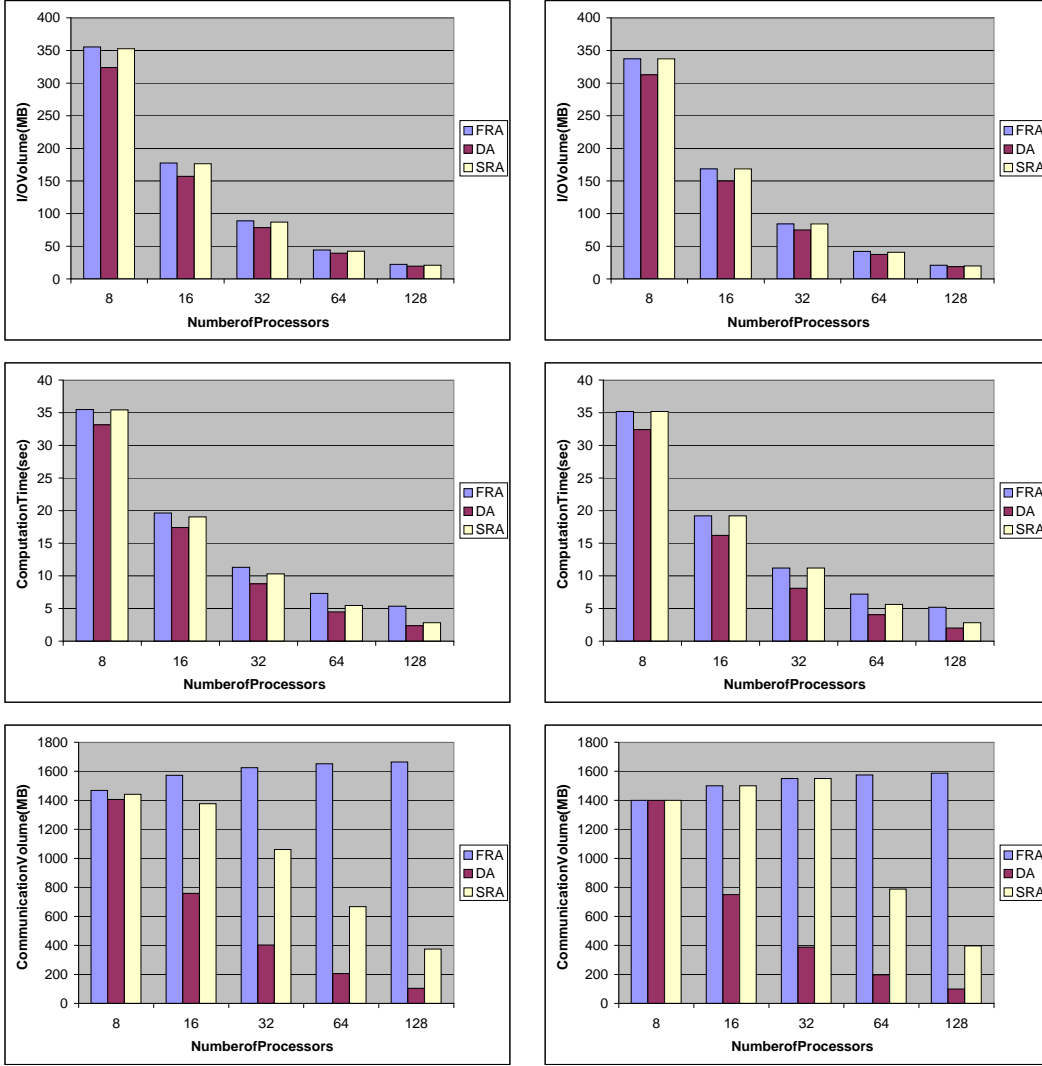 400
350
300
250
200
150
100
50
0
I/OVolume(MB)
8 16 32 64 128
NumberofProcessors
FRA
DA
SRA
400
350
300
250
200
150
100
50
0
I/OVolume(MB)
8 16 32 64 128
NumberofProcessors
FRA
DA
SRA
40
35
30
25
20
15
10
5
0
ComputationTime(sec)
8 16 32 64 128
NumberofProcessors
FRA
DA
SRA
40
35
30
25
20
15
10
5
0
ComputationTime(sec)
8 16 32 64 128
NumberofProcessors
FRA
DA
SRA
1800
1600
1400
1200
1000
800
600
400
200
0
CommunicationVolume(MB)
8 16 32 64 128
NumberofProcessors
FRA
DA
SRA
1800
1600
1400
1200
1000
800
600
400
200
0
CommunicationVolume(MB)
8 16 32 64 128
NumberofProcessors
FRA
DA
SRA